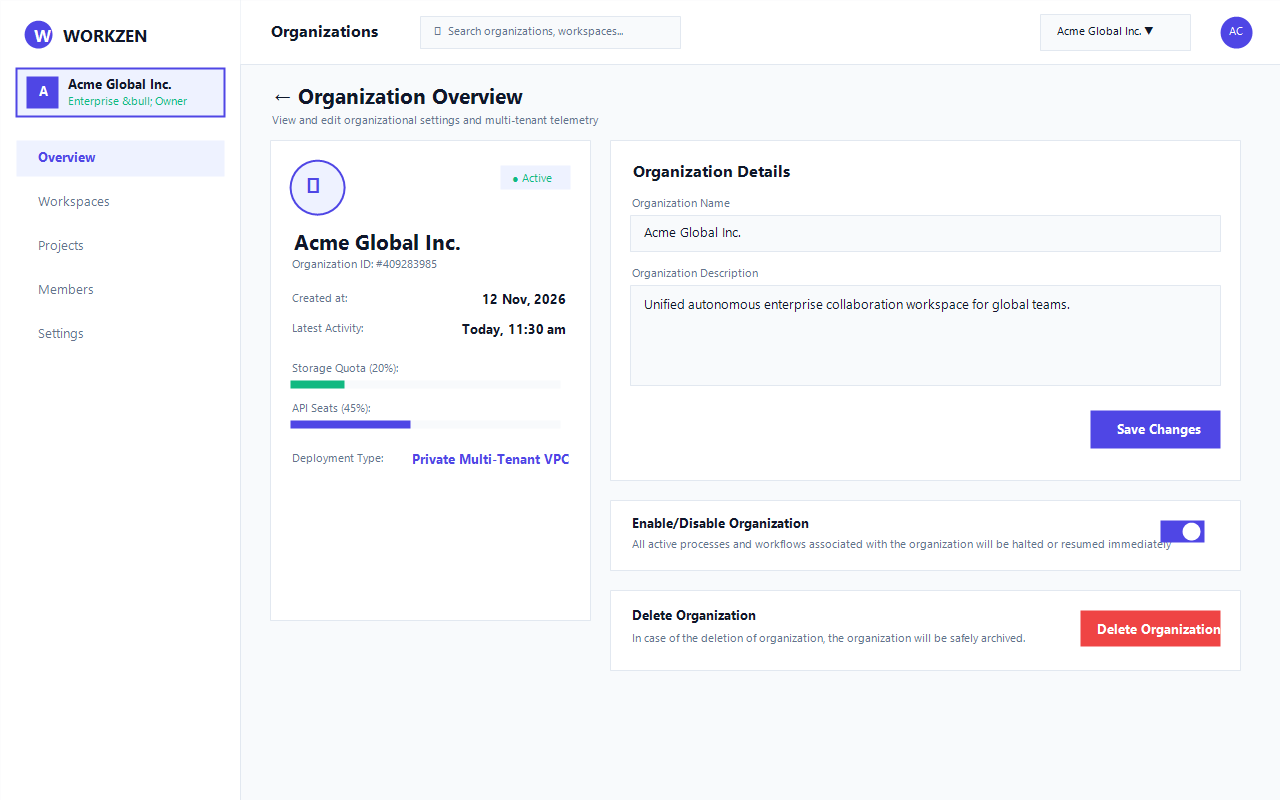 W WORKZEN
A
Acme Global Inc.
Enterprise &bull; Owner
Overview
Workspaces
Projects
Members
Settings
Organizations
Search organizations, workspaces...
Acme Global Inc. ▼
AC
← Organization Overview
View and edit organizational settings and multi-tenant telemetry
● Active
Acme Global Inc.
Organization ID: #409283985
Created at: 12 Nov, 2026
Latest Activity: Today, 11:30 am
Storage Quota (20%):
API Seats (45%):
Deployment Type: Private Multi-Tenant VPC
Organization Details
Organization Name
Acme Global Inc.
Organization Description
Unified autonomous enterprise collaboration workspace for global teams.
Save Changes
Enable/Disable Organization
All active processes and workflows associated with the organization will be halted or resumed immediately
Delete Organization
In case of the deletion of organization, the organization will be safely archived.
Delete Organization